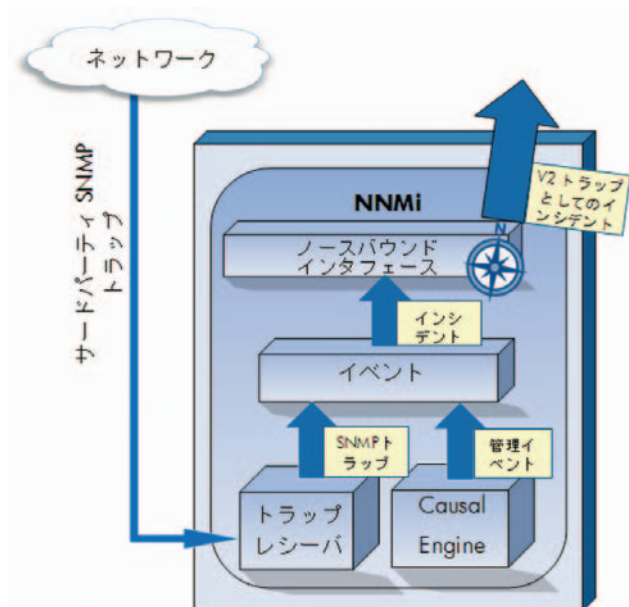 ネットワーク
サードパーティ SNMP
トラップ
V2 トラップ
としてのイ
ンシデント
NNMi
N
ノースバウンド
インタフェース
インシ
デント
イベント
SNMPト
ラップ
管理イ
ベント
トラップ
レシーバ
Causal
Engine